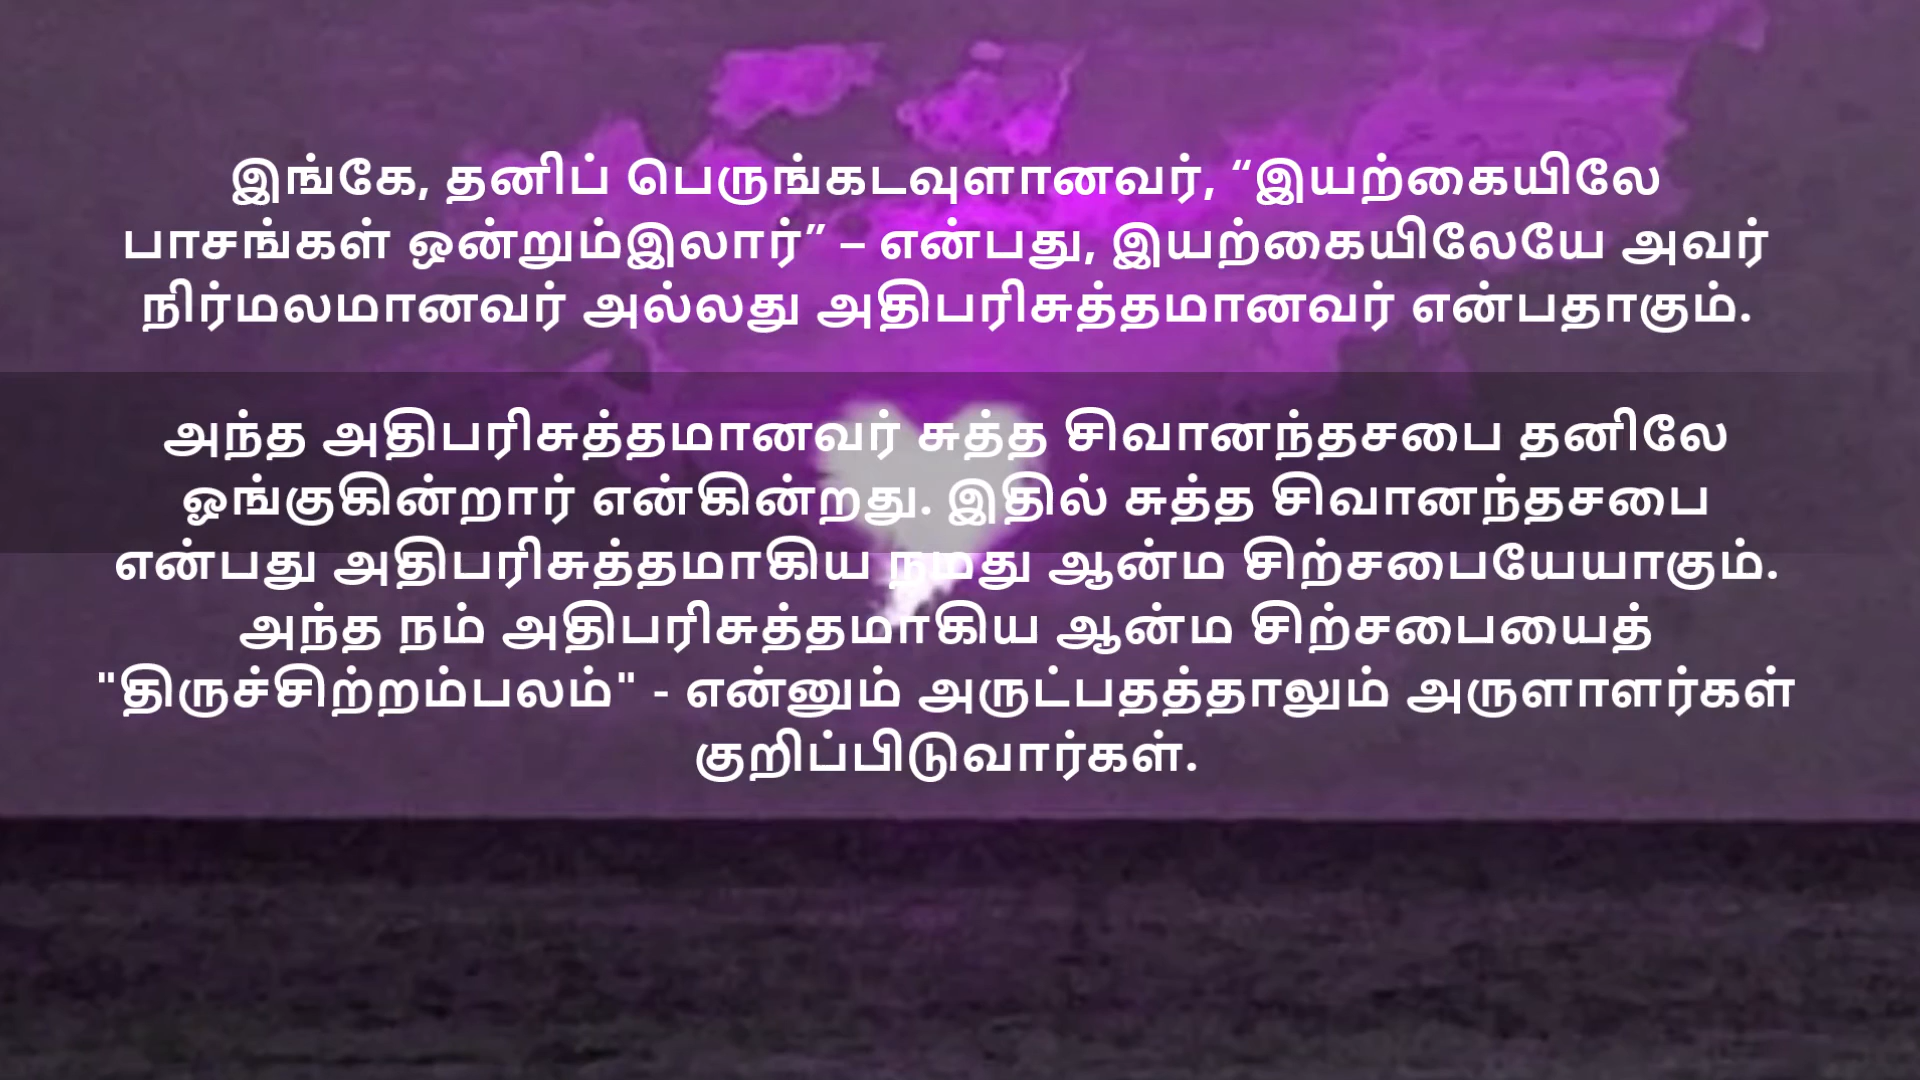 இங்கே, தனிப் பெருங்கடவுளானவர், “இயற்கையிலே
பாசங்கள் ஒன்றும்இலார்” – என்பது, இயற்கையிலேயே அவர்
நிர்மலமானவர் அல்லது அதிபரிசுத்தமானவர் என்பதாகும்.
அந்த அதிபரிசுத்தமானவர் சுத்த சிவானந்தசபை தனிலே
ஓங்குகின்றார் என்கின்றது. இதில் சுத்த சிவானந்தசபை
என்பது அதிபரிசுத்தமாகிய நமது ஆன்ம சிற்சபையேயாகும்.
அந்த நம் அதிபரிசுத்தமாகிய ஆன்ம சிற்சபையைத்
"திருச்சிற்றம்பலம்" - என்னும் அருட்பதத்தாலும் அருளாளர்கள்
குறிப்பிடுவார்கள்.